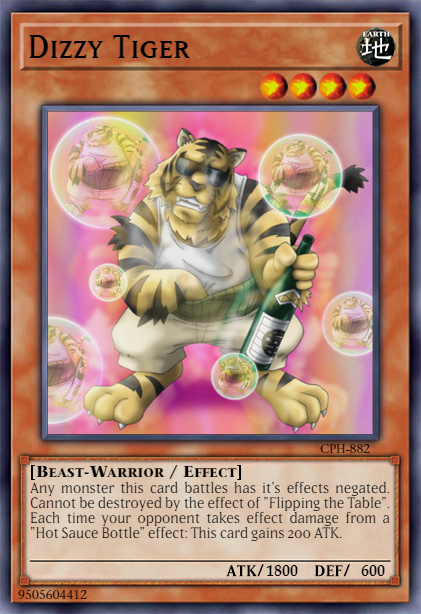 Dizzy Tiger
EARTH
地
CPH-882
[Beast-Warrior / Effect]
Any monster this card battles has it's effects negated.
Cannot be destroyed by the effect of "Flipping the Table".
Each time your opponent takes effect damage from a
"Hot Sauce Bottle" effect: This card gains 200 ATK.
ATK/1800 DEF/ 600
9505604412